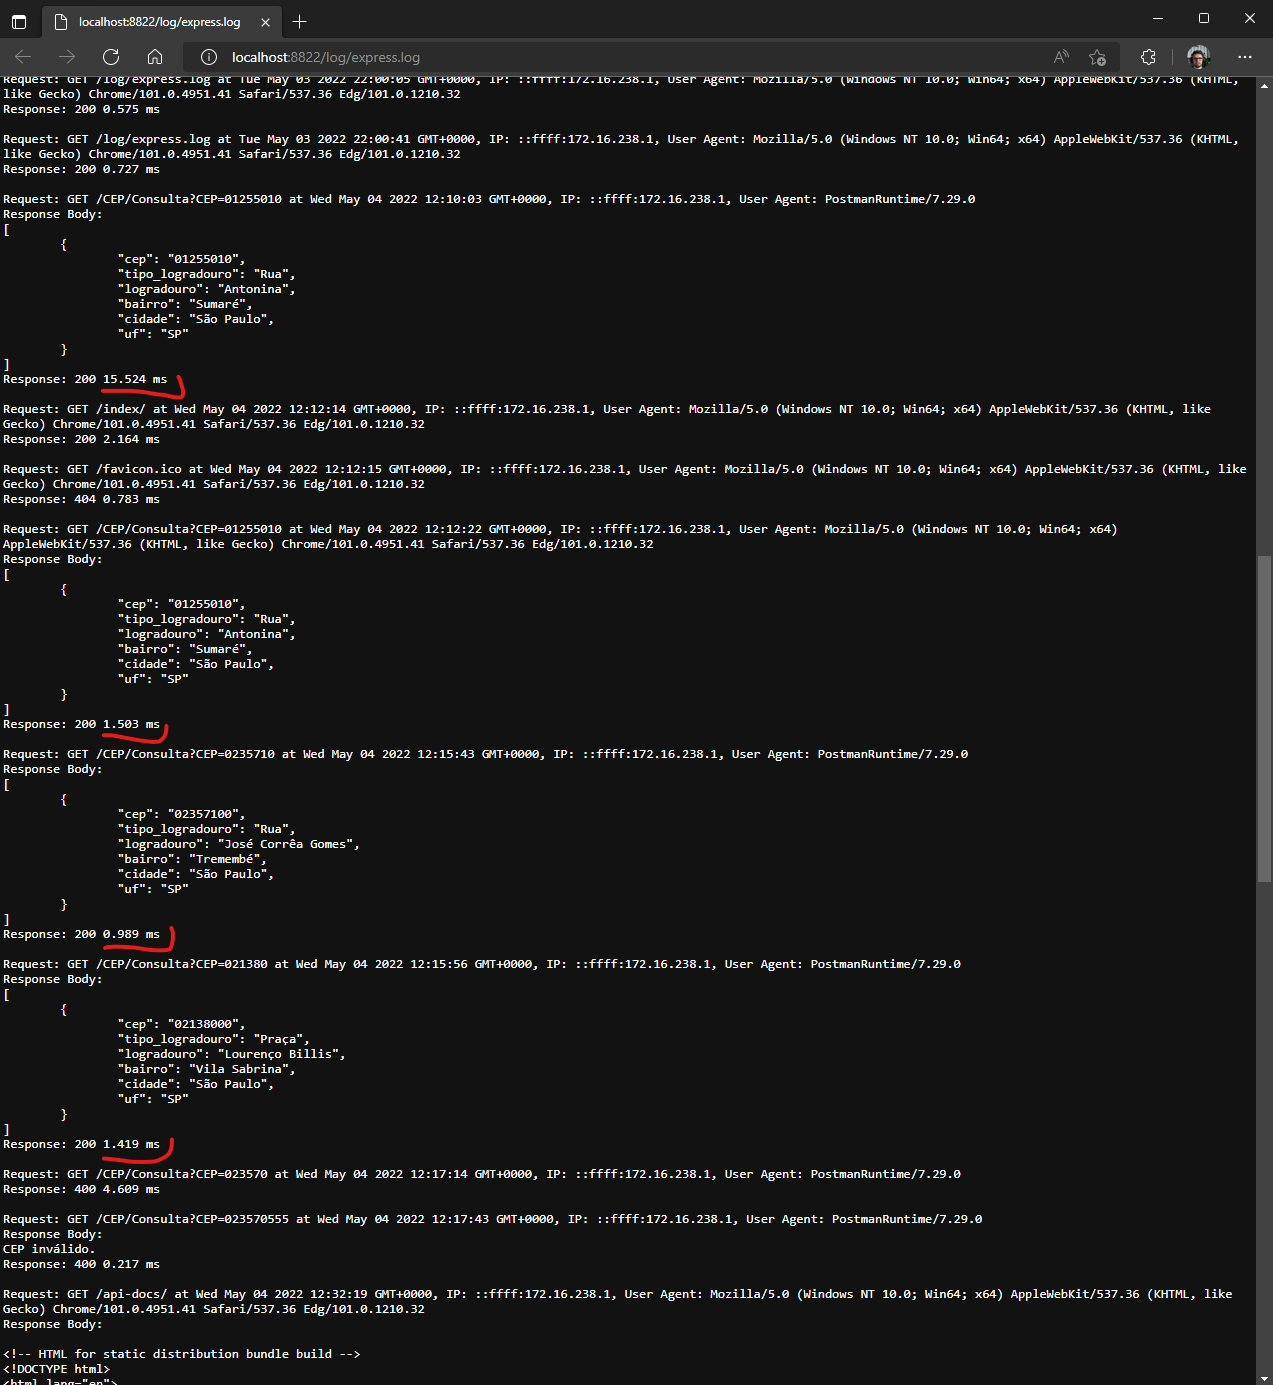 localhost:8822/log/express.log
localhost:8822/log/express.log
Request: GET /log/express.log at Tue May 03 2022 22:00:05 GMT+0000, IP: ::ffff:172.16.238.1, User Agent: Mozilla/5.0 (Windows NT 10.0; Win64; x64) AppleWebKit/537.36 (KHTML,
like Gecko) Chrome/101.0.4951.41 Safari/537.36 Edg/101.0.1210.32
Response: 200 0.575 ms
Request: GET /log/express.log at Tue May 03 2022 22:00:41 GMT+0000, IP: ::ffff:172.16.238.1, User Agent: Mozilla/5.0 (Windows NT 10.0; Win64; x64) AppleWebKit/537.36 (KHTML,
like Gecko) Chrome/101.0.4951.41 Safari/537.36 Edg/101.0.1210.32
Response: 200 0.727 ms
Request: GET /CEP/Consulta?CEP=01255010 at Wed May 04 2022 12:10:03 GMT+0000, IP: ::ffff:172.16.238.1, User Agent: PostmanRuntime/7.29.0
Response Body:
[
{
"cep": "01255010",
"tipo_logradouro": "Rua",
"logradouro": "Antonina",
"bairro": "Sumaré",
"cidade": "São Paulo",
"uf": "SP"
}
]
Response: 200 15.524 ms
Request: GET /index/ at Wed May 04 2022 12:12:14 GMT+0000, IP: ::ffff:172.16.238.1, User Agent: Mozilla/5.0 (Windows NT 10.0; Win64; x64) AppleWebKit/537.36 (KHTML, like
Gecko) Chrome/101.0.4951.41 Safari/537.36 Edg/101.0.1210.32
Response: 200 2.164 ms
Request: GET /favicon.ico at Wed May 04 2022 12:12:15 GMT+0000, IP: ::ffff:172.16.238.1, User Agent: Mozilla/5.0 (Windows NT 10.0; Win64; x64) AppleWebKit/537.36 (KHTML, like
Gecko) Chrome/101.0.4951.41 Safari/537.36 Edg/101.0.1210.32
Response: 404 0.783 ms
Request: GET /CEP/Consulta?CEP=01255010 at Wed May 04 2022 12:12:22 GMT+0000, IP: ::ffff:172.16.238.1, User Agent: Mozilla/5.0 (Windows NT 10.0; Win64; x64)
AppleWebKit/537.36 (KHTML, like Gecko) Chrome/101.0.4951.41 Safari/537.36 Edg/101.0.1210.32
Response Body:
[
{
"cep": "01255010",
"tipo_logradouro": "Rua",
"logradouro": "Antonina",
"bairro": "Sumaré",
"cidade": "São Paulo",
"uf": "SP"
}
]
Response: 200 1.503 ms
Request: GET /CEP/Consulta?CEP=0235710 at Wed May 04 2022 12:15:43 GMT+0000, IP: ::ffff:172.16.238.1, User Agent: PostmanRuntime/7.29.0
Response Body:
[
{
"cep": "02357100",
"tipo_logradouro": "Rua",
"logradouro": "José Corrêa Gomes",
"bairro": "Tremembé",
"cidade": "São Paulo",
"uf": "SP"
}
]
Response: 200 0.989 ms
Request: GET /CEP/Consulta?CEP=021380 at Wed May 04 2022 12:15:56 GMT+0000, IP: ::ffff:172.16.238.1, User Agent: PostmanRuntime/7.29.0
Response Body:
[
{
"cep": "02138000",
"tipo_logradouro": "Praça",
"logradouro": "Lourenço Billis",
"bairro": "Vila Sabrina",
"cidade": "São Paulo",
"uf": "SP"
}
]
Response: 200 1.419 ms
Request: GET /CEP/Consulta?CEP=023570 at Wed May 04 2022 12:17:14 GMT+0000, IP: ::ffff:172.16.238.1, User Agent: PostmanRuntime/7.29.0
Response: 400 4.609 ms
Request: GET /CEP/Consulta?CEP=023570555 at Wed May 04 2022 12:17:43 GMT+0000, IP: ::ffff:172.16.238.1, User Agent: PostmanRuntime/7.29.0
Response Body:
CEP inválido.
Response: 400 0.217 ms
Request: GET /api-docs/ at Wed May 04 2022 12:32:19 GMT+0000, IP: ::ffff:172.16.238.1, User Agent: Mozilla/5.0 (Windows NT 10.0; Win64; x64) AppleWebKit/537.36 (KHTML, like
Gecko) Chrome/101.0.4951.41 Safari/537.36 Edg/101.0.1210.32
Response Body:
<!-- HTML for static distribution bundle build -->
<!DOCTYPE html>
<html lang="en">